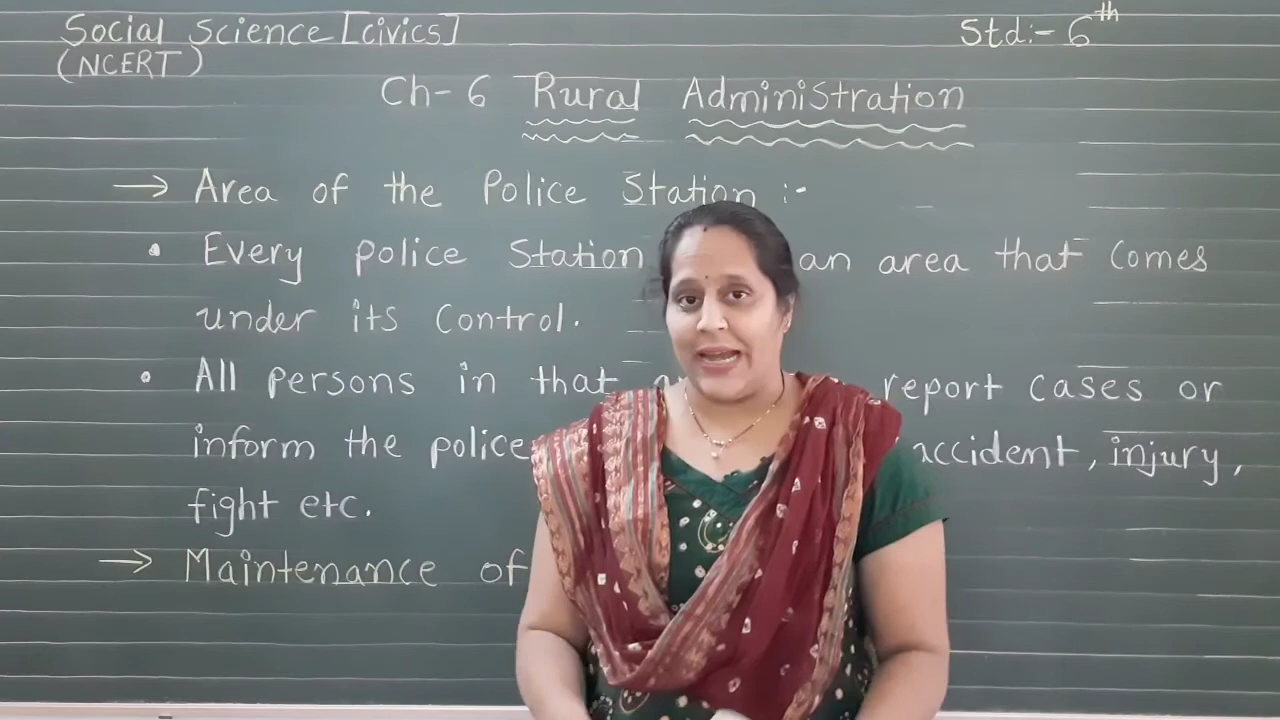 Social Science [civics]
Std:- 6th
(NCERT)
Ch- 6 Rural Administration
→ Area of the Police Station :-
• Every police Station an area that comes
under its Control.
• All persons in that report cases or
inform the police accident, injury,
fight etc.
→ Maintenance of